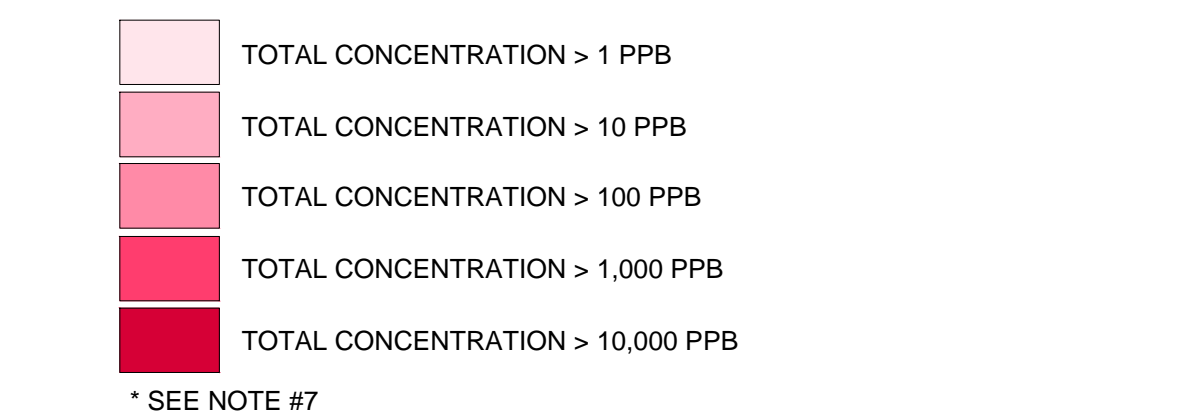 TOTAL CONCENTRATION > 1 PPB
TOTAL CONCENTRATION > 10 PPB
TOTAL CONCENTRATION > 100 PPB
TOTAL CONCENTRATION > 1,000 PPB
TOTAL CONCENTRATION > 10,000 PPB
* SEE NOTE #7